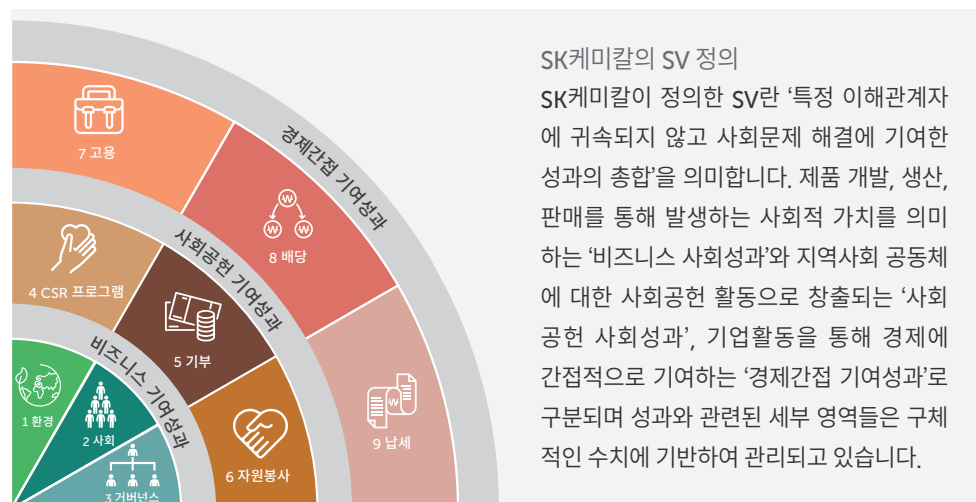 7 고용
8 배당
9 납세
경제간접 기여성과
4 CSR 프로그램
5 기부
6 자원봉사
사회공헌 기여성과
1 환경
2 사회
3 거버넌스
비즈니스 기여성과
SK케미칼의 SV 정의
SK케미칼이 정의한 SV란 ‘특정 이해관계자
에 귀속되지 않고 사회문제 해결에 기여한
성과의 총합’을 의미합니다. 제품 개발, 생산,
판매를 통해 발생하는 사회적 가치를 의미
하는 ‘비즈니스 사회성과’와 지역사회 공동체
에 대한 사회공헌 활동으로 창출되는 ‘사회
공헌 사회성과’, 기업활동을 통해 경제에
간접적으로 기여하는 ‘경제간접 기여성과’로
구분되며 성과와 관련된 세부 영역들은 구체
적인 수치에 기반하여 관리되고 있습니다.